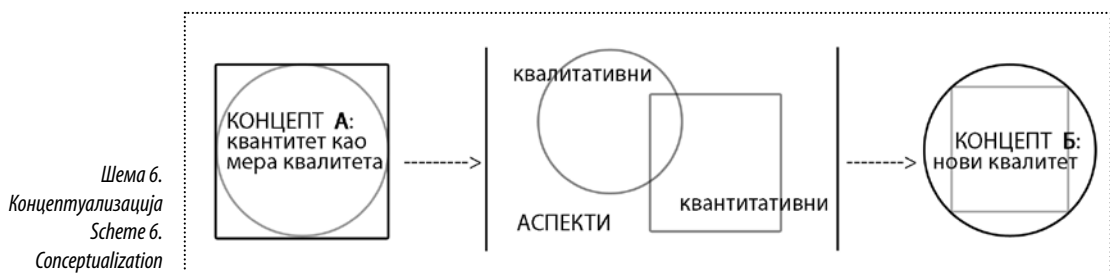 Шема 6.
Концептуализација
Scheme 6.
Conceptualization
КОНЦЕПТ А:
квантитет као
мера квалитета
квалитативни
квантитативни
АСПЕКТИ
КОНЦЕПТ Б:
нови квалитет